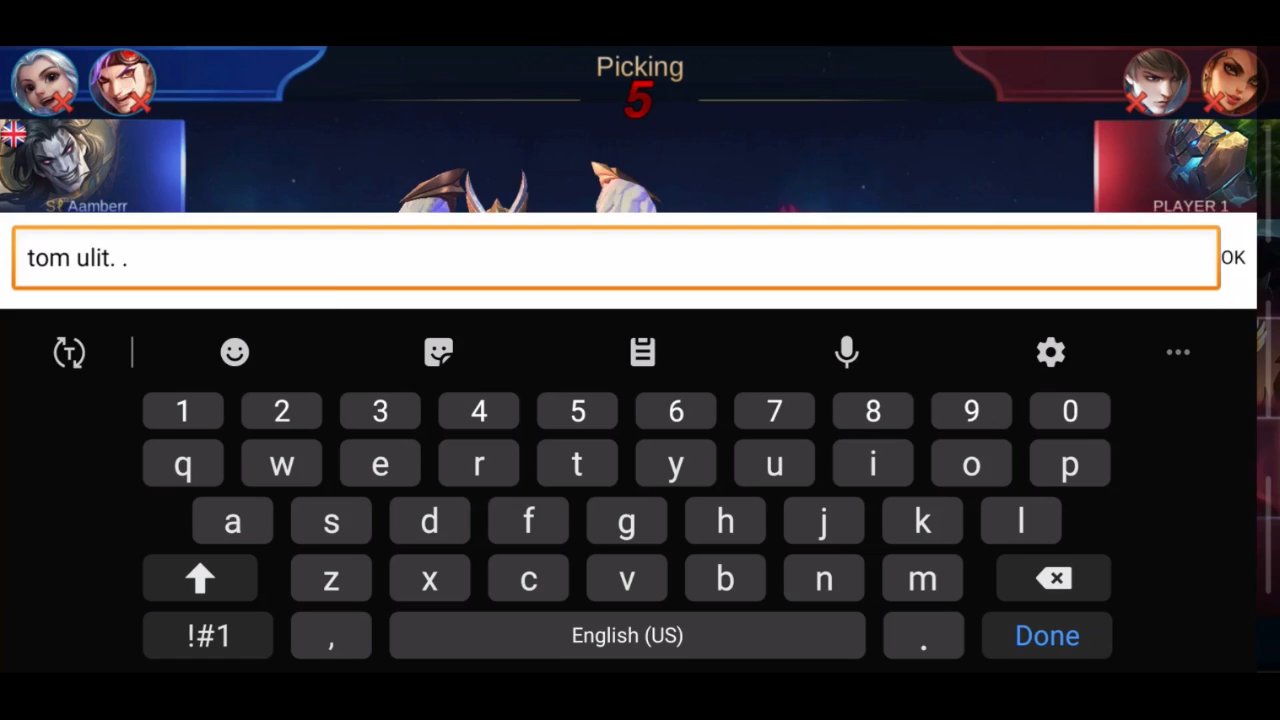 Picking
5
St Aamberr
PLAYER 1
tom ulit. .
OK
1 2 3 4 5 6 7 8 9 0
q w e r t y u i o p
a s d f g h j k l
z x c v b n m
!#1 , English (US) . Done